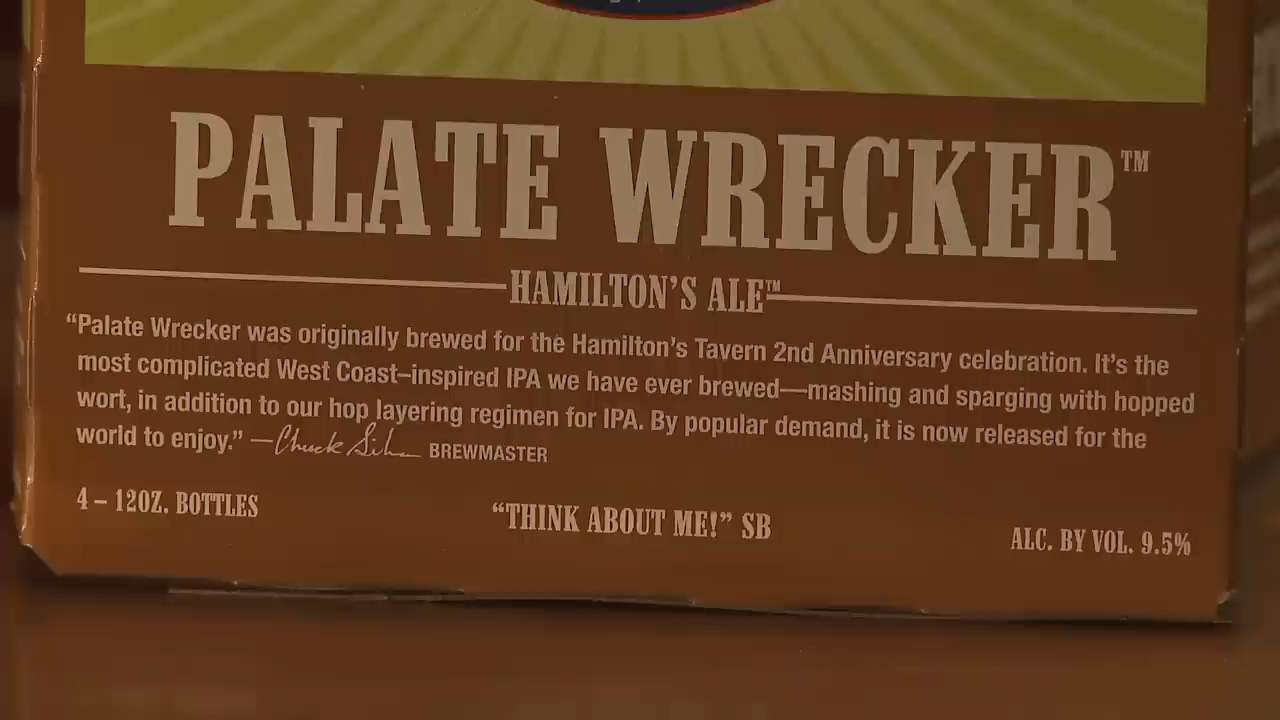 PALATE WRECKER™
HAMILTON'S ALE™
“Palate Wrecker was originally brewed for the Hamilton's Tavern 2nd Anniversary celebration. It's the
most complicated West Coast–inspired IPA we have ever brewed—mashing and sparging with hopped
wort, in addition to our hop layering regimen for IPA. By popular demand, it is now released for the
world to enjoy.” — Chuck BREWMASTER
4 – 12OZ. BOTTLES “THINK ABOUT ME!” SB ALC. BY VOL. 9.5%